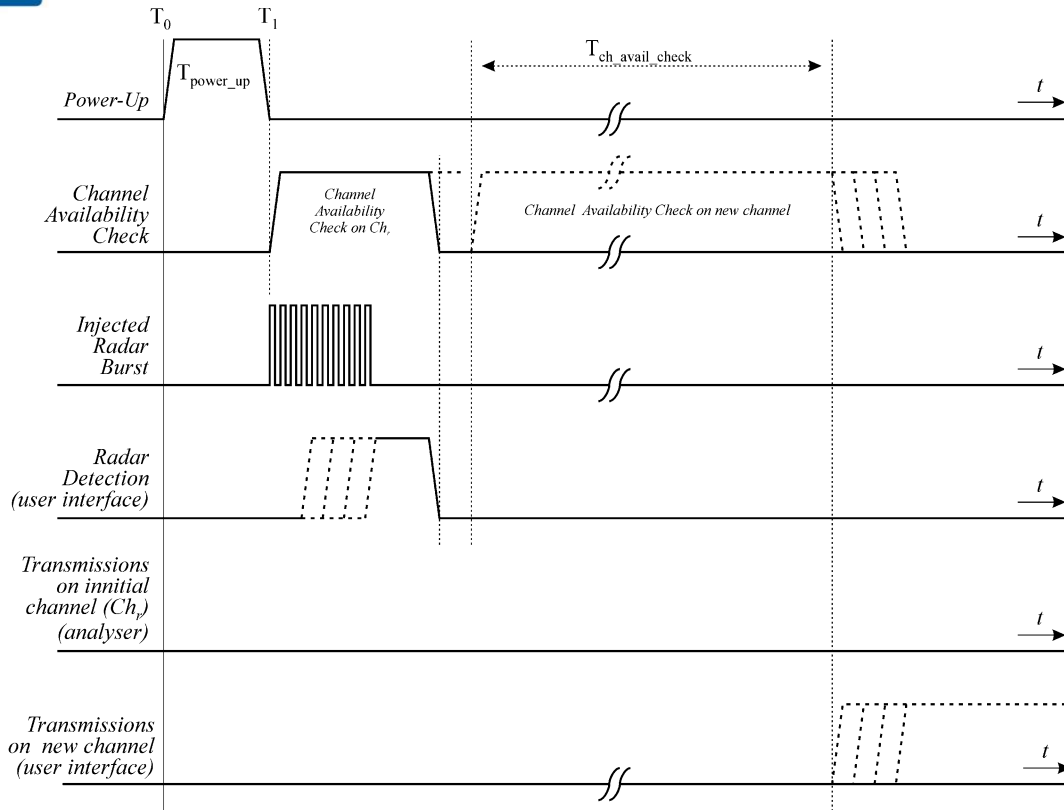 T0 T1
Tpower_up
Tch_avail_check
Power-Up
t
Channel
Availability
Check
Channel
Availability
Check on Chr
Channel Availability Check on new channel
t
Injected
Radar
Burst
t
Radar
Detection
(user interface)
t
Transmissions
on innitial
channel (Chr)
(analyser)
t
Transmissions
on new channel
(user interface)
t